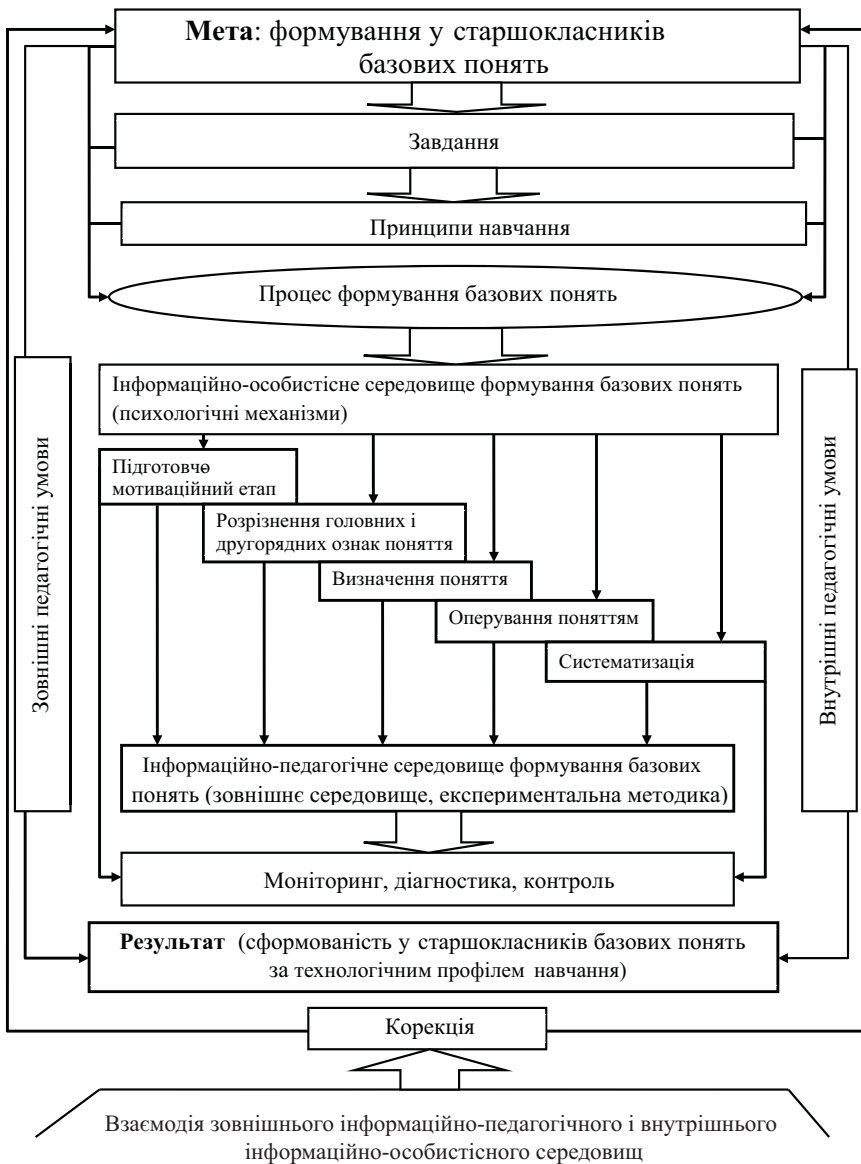 Мета: формування у старшокласників
базових понять
Завдання
Принципи навчання
Процес формування базових понять
Зовнішні педагогічні умови
Внутрішні педагогічні умови
Інформаційно-особистісне середовище формування базових понять
(психологічні механізми)
Підготовчо
мотиваційний етап
Розрізнення головних і
другорядних ознак поняття
Визначення поняття
Оперування поняттям
Систематизація
Інформаційно-педагогічне середовище формування базових
понять (зовнішнє середовище, експериментальна методика)
Моніторинг, діагностика, контроль
Результат (сформованість у старшокласників базових понять
за технологічним профілем навчання)
Корекція
Взаємодія зовнішнього інформаційно-педагогічного і внутрішнього
інформаційно-особистісного середовищ